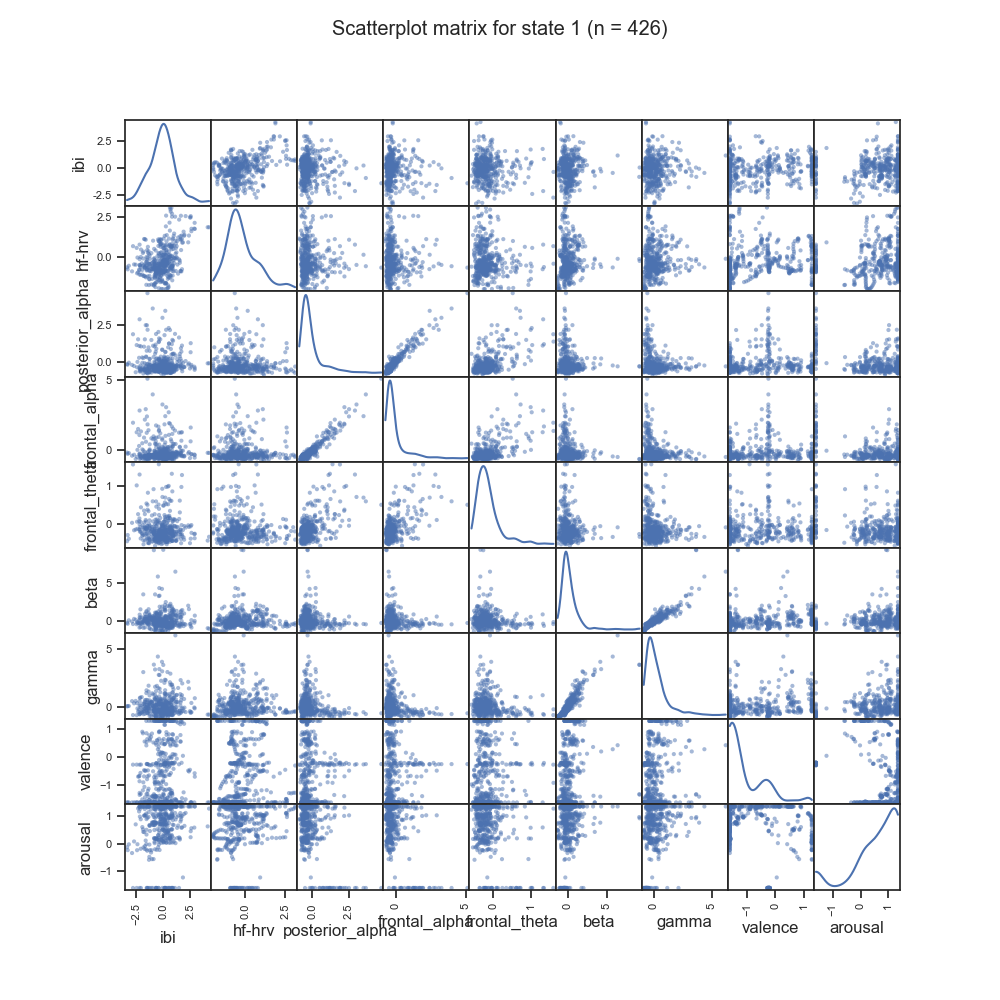 Scatterplot matrix for state 1 (n = 426)
ibi
2.5
0.0
−2.5
hf-hrv
2.5
0.0
posterior_alpha
2.5
0.0
frontal_alpha
5
0
frontal_theta
1
0
beta
5
0
gamma
5
0
valence
1
0
−1
arousal
1
0
−1
−2.5 0.0 2.5 0.0 2.5 0.0 2.5 0 5 0 1 0 5 0 5 −1 0 1 −1 0 1
ibi hf-hrv posterior_alpha frontal_alpha frontal_theta beta gamma valence arousal